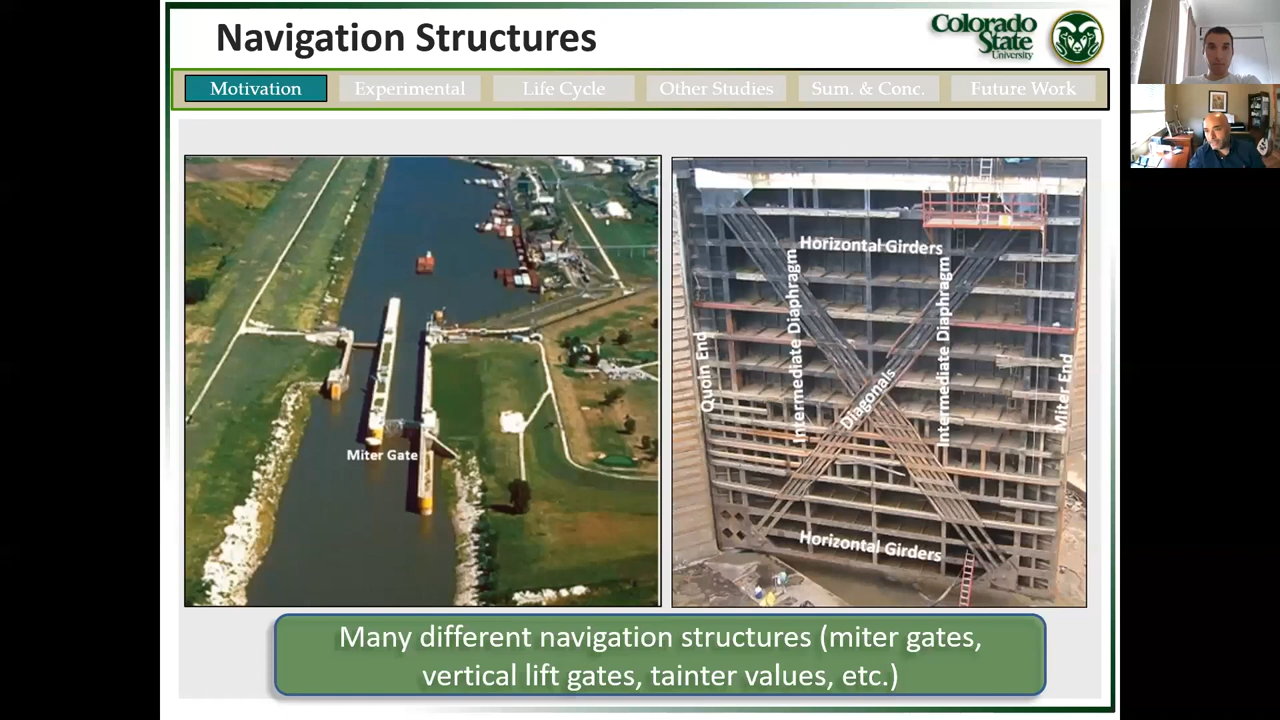 Navigation Structures
Colorado
State
University
Motivation
Experimental
Life Cycle
Other Studies
Sum. & Conc.
Future Work
Miter Gate
Horizontal Girders
Intermediate Diaphragm
Intermediate Diaphragm
Quoin End
Diagonals
Miter End
Horizontal Girders
Many different navigation structures (miter gates,
vertical lift gates, tainter values, etc.)